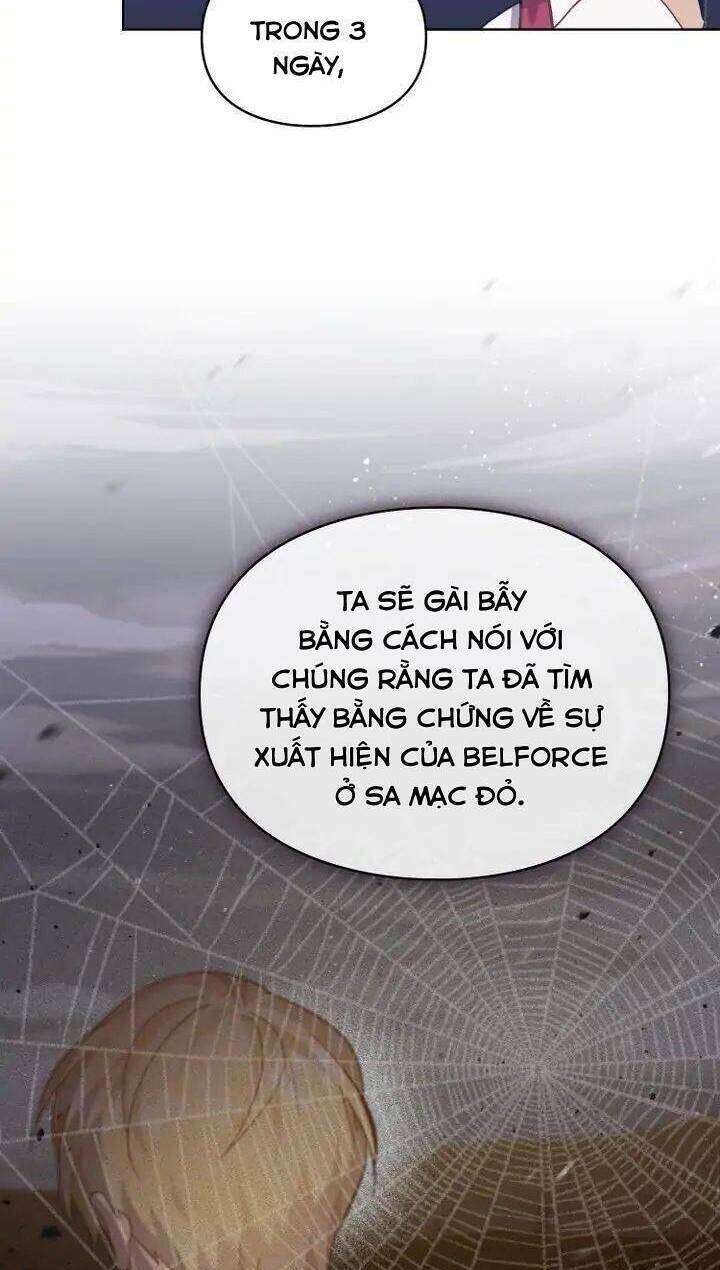 TRONG 3
NGÀY,
TA SẼ GÀI BẪY
BẰNG CÁCH NÓI VỚI
CHÚNG RẰNG TA ĐÃ TÌM
THẤY BẰNG CHỨNG VỀ SỰ
XUẤT HIỆN CỦA BELFORCE
Ở SA MẠC ĐỎ.